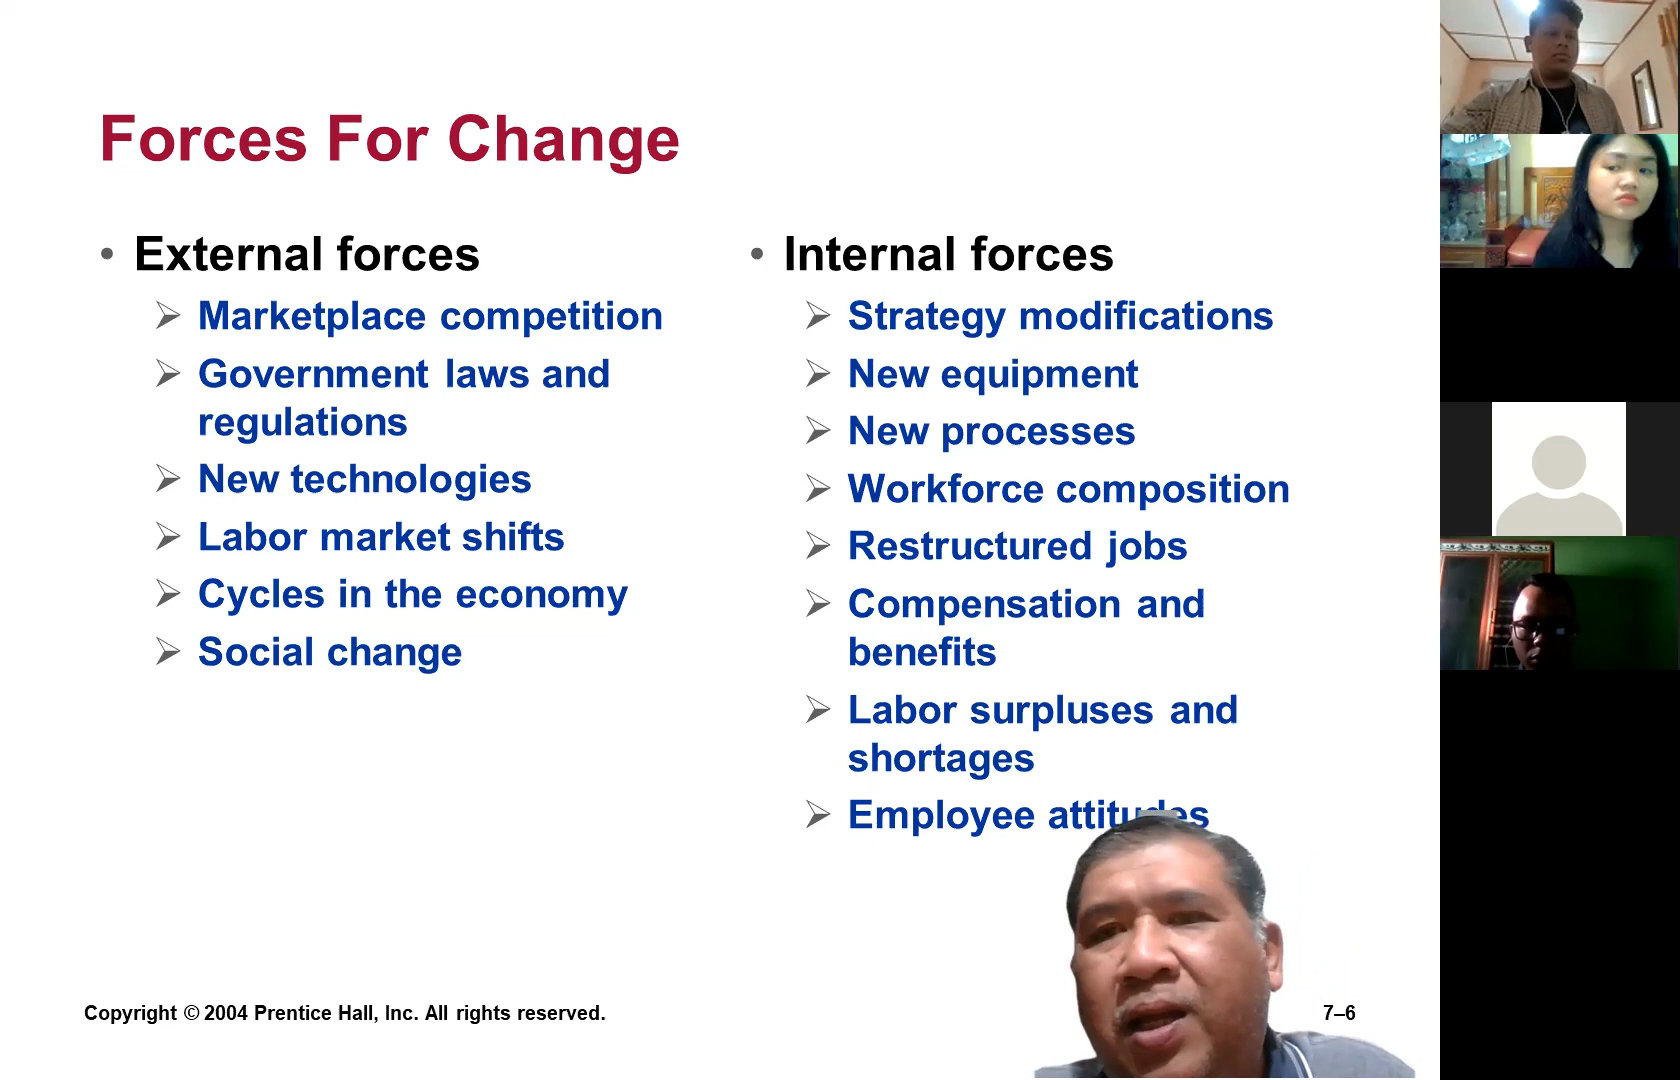 Forces For Change
• External forces
Marketplace competition
Government laws and
regulations
New technologies
Labor market shifts
Cycles in the economy
Social change
• Internal forces
Strategy modifications
New equipment
New processes
Workforce composition
Restructured jobs
Compensation and
benefits
Labor surpluses and
shortages
Employee attitudes
Copyright © 2004 Prentice Hall, Inc. All rights reserved.
7–6